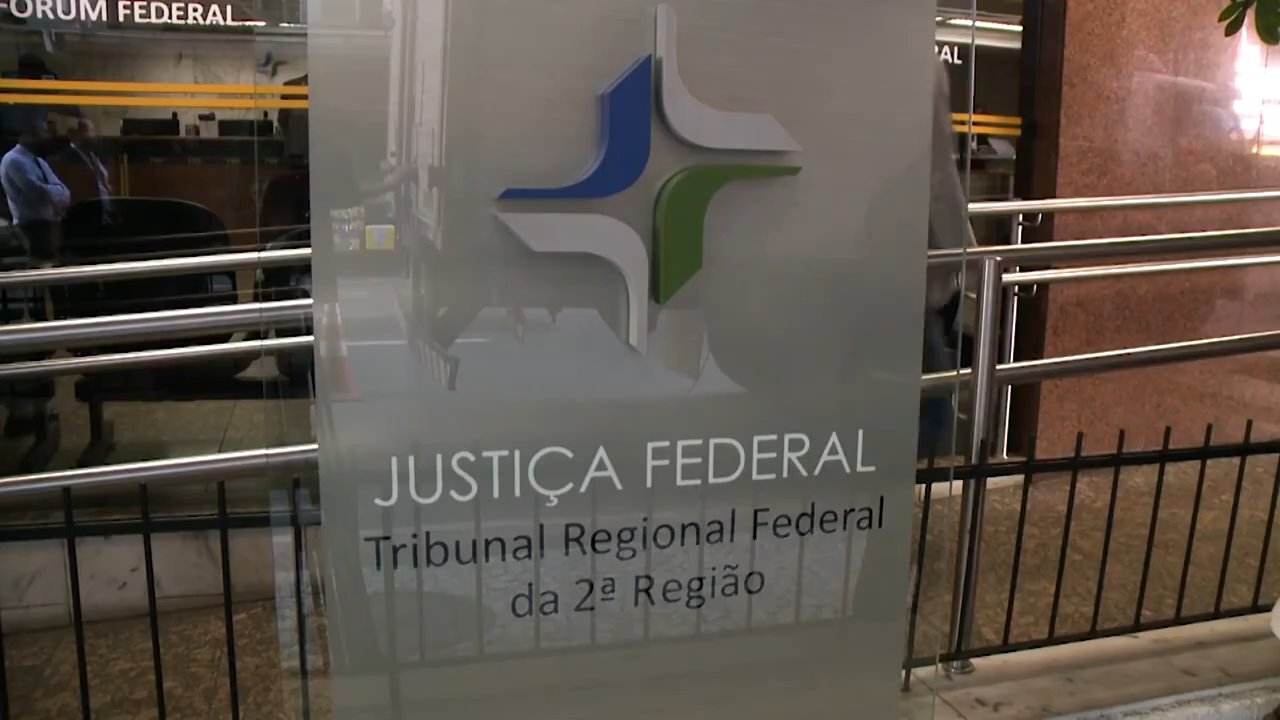 FORUM FEDERAL
JUSTIÇA FEDERAL
Tribunal Regional Federal
da 2ª Região